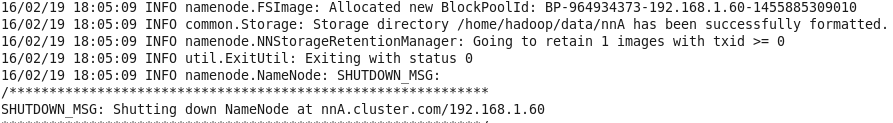 16/02/19 18:05:09 INFO namenode.FSImage: Allocated new BlockPoolId: BP-964934373-192.168.1.60-1455885309010
16/02/19 18:05:09 INFO common.Storage: Storage directory /home/hadoop/data/nnA has been successfully formatted.
16/02/19 18:05:09 INFO namenode.NNStorageRetentionManager: Going to retain 1 images with txid >= 0
16/02/19 18:05:09 INFO util.ExitUtil: Exiting with status 0
16/02/19 18:05:09 INFO namenode.NameNode: SHUTDOWN_MSG:
/************************************************************
SHUTDOWN_MSG: Shutting down NameNode at nnA.cluster.com/192.168.1.60
************************************************************/